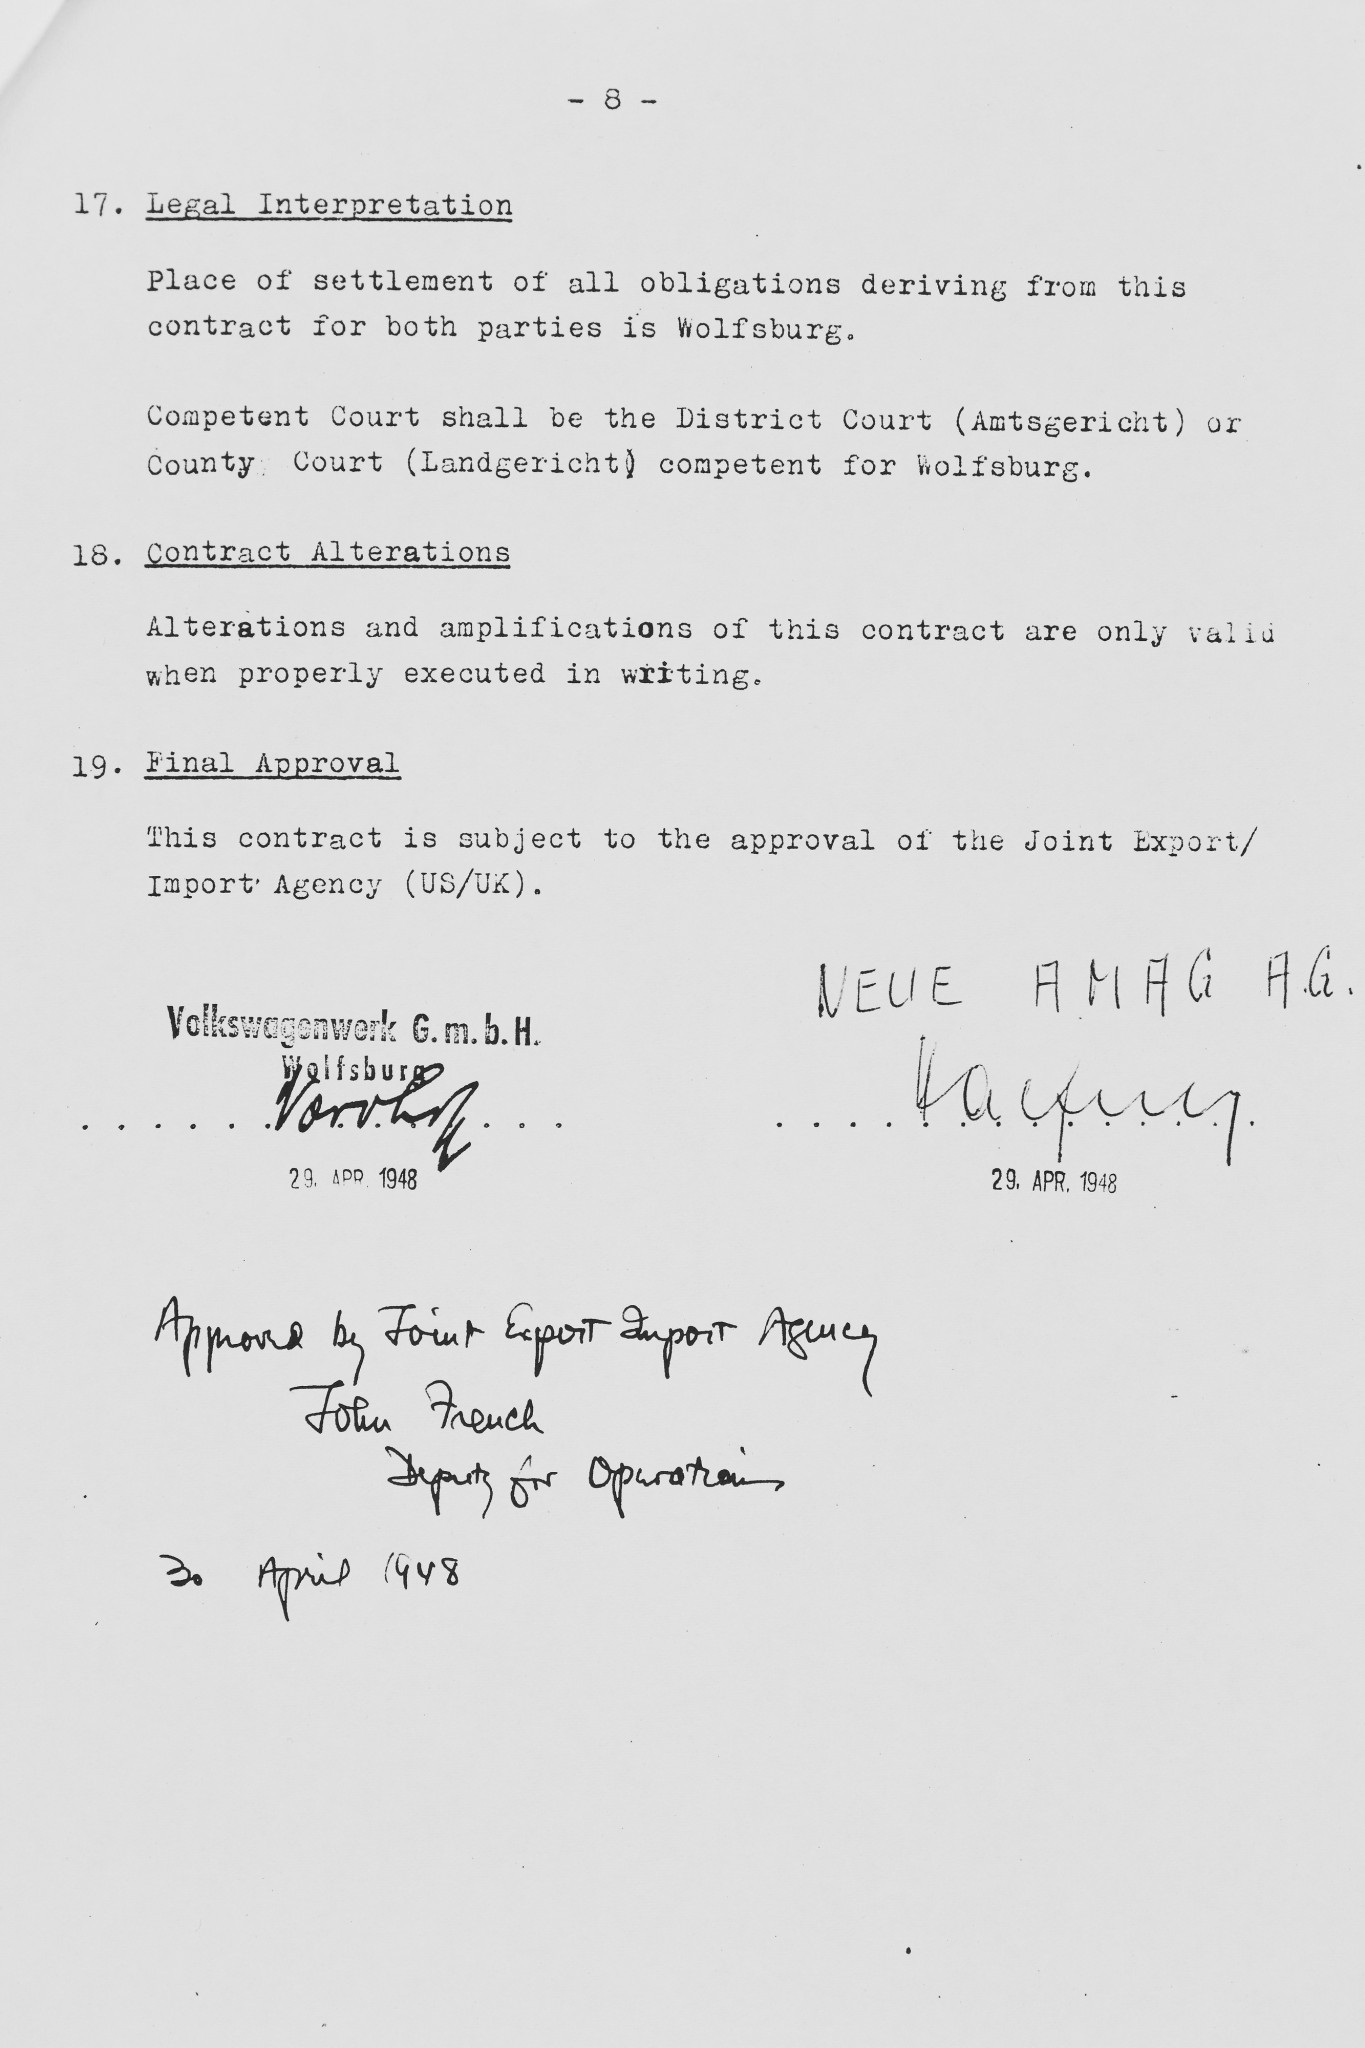 - 8 -
17. Legal Interpretation
Place of settlement of all obligations deriving from this
contract for both parties is Wolfsburg.
Competent Court shall be the District Court (Amtsgericht) or
County Court (Landgericht) competent for Wolfsburg.
18. Contract Alterations
Alterations and amplifications of this contract are only valid
when properly executed in writing.
19. Final Approval
This contract is subject to the approval of the Joint Export/
Import Agency (US/UK).
NEUE AMAG A.G.
Volkswagenwerk G.m.b.H.
Wolfsburg
29. APR. 1948
29. APR. 1948
Approved by Joint Export Import Agency
John French
Deputy for Operations
30 April 1948